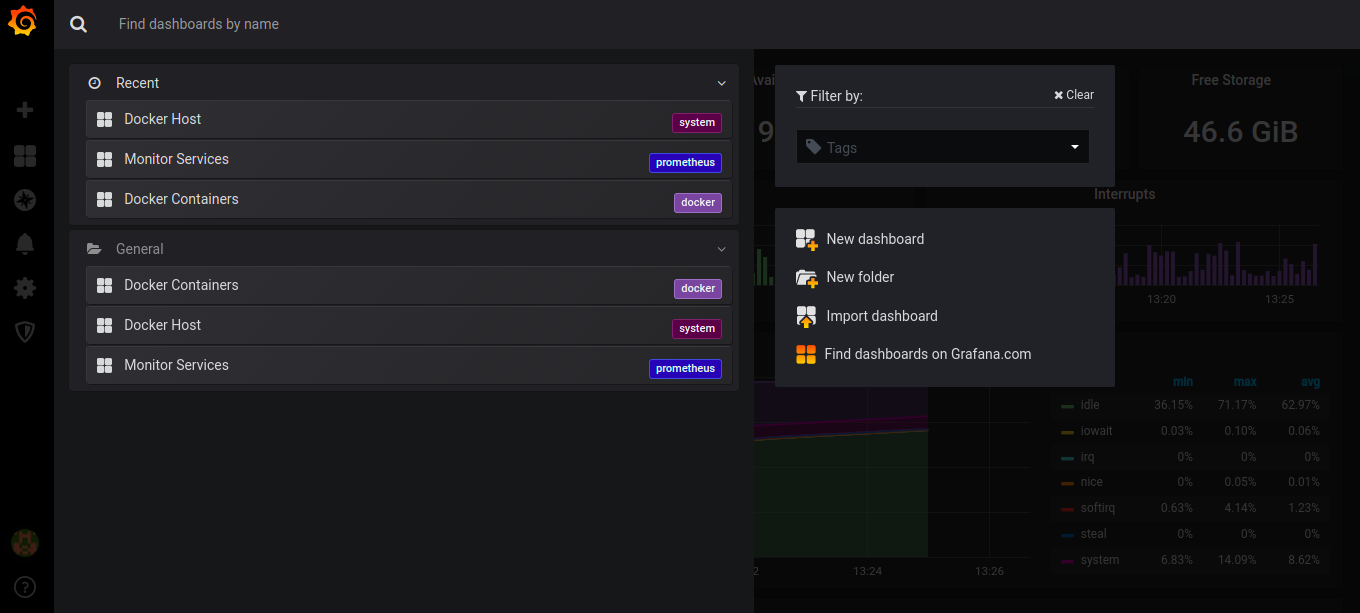 Find dashboards by name
Recent
Docker Host
system
Monitor Services
prometheus
Docker Containers
docker
General
Docker Containers
docker
Docker Host
system
Monitor Services
prometheus
Filter by:
Clear
Tags
New dashboard
New folder
Import dashboard
Find dashboards on Grafana.com
Free Storage
46.6 GiB
Interrupts
13:20 13:25
min max avg
idle 36.15% 71.17% 62.97%
iowait 0.03% 0.10% 0.06%
irq 0% 0% 0%
nice 0% 0.05% 0.01%
softirq 0.63% 4.14% 1.23%
steal 0% 0% 0%
system 6.83% 14.09% 8.62%
13:24 13:26